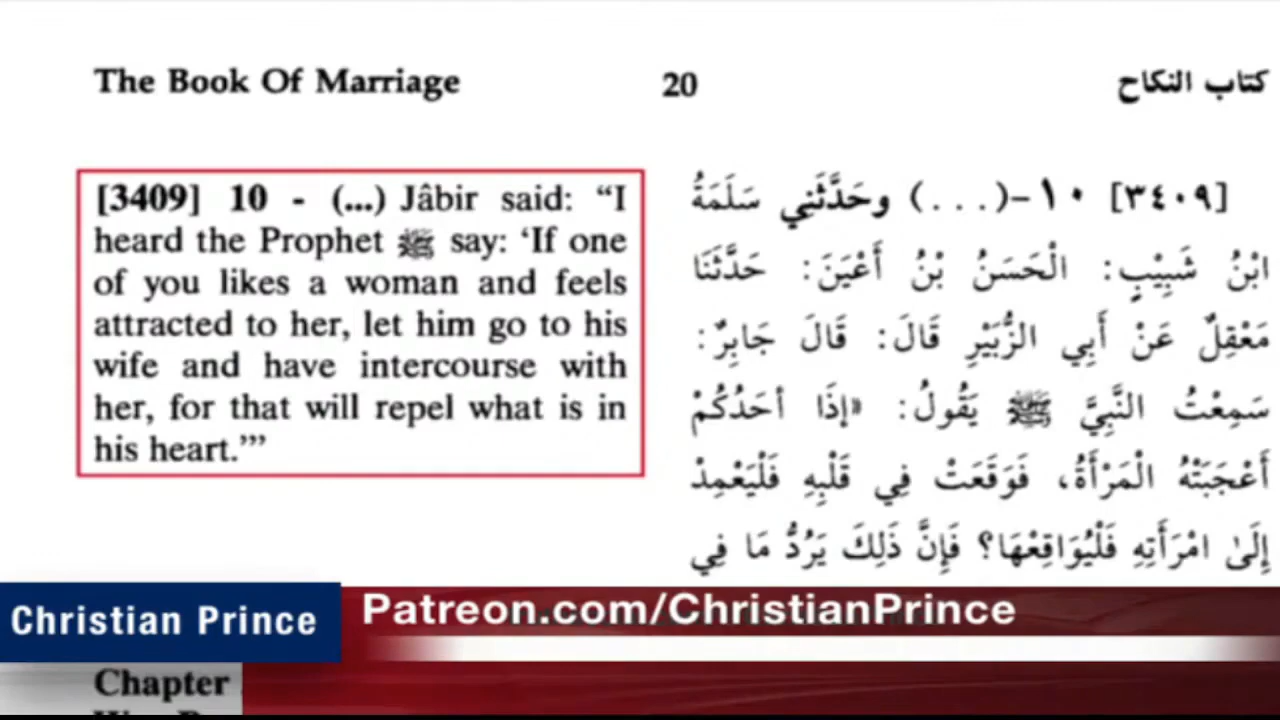 The Book Of Marriage
20
كتاب النكاح
[3409] 10 - (...) Jâbir said: “I
heard the Prophet ﷺ say: ‘If one
of you likes a woman and feels
attracted to her, let him go to his
wife and have intercourse with
her, for that will repel what is in
his heart.’”
[٣٤٠٩] ١٠-(...) وحَدَّثَنِي سَلَمَةُ
ابْنُ شَبِيْبٍ: الْحَسَنُ بْنُ أَعْيَنَ: حَدَّثَنَا
مَعْقِلٌ عَنْ أَبِي الزُّبَيْرِ قَالَ: قَالَ جَابِرٌ:
سَمِعْتُ النَّبِيَّ ﷺ يَقُولُ: «إذَا أحَدُكُمْ
أَعْجَبَتْهُ الْمَرْأَةُ، فَوَقَعَتْ فِي قَلْبِهِ فَلْيَعْمِدْ
إِلَىٰ امْرَأَتِهِ فَلْيُوَاقِعْهَا؟ فَإِنَّ ذَلِكَ يَرُدُّ مَا فِي
Christian Prince
Patreon.com/ChristianPrince
Chapter